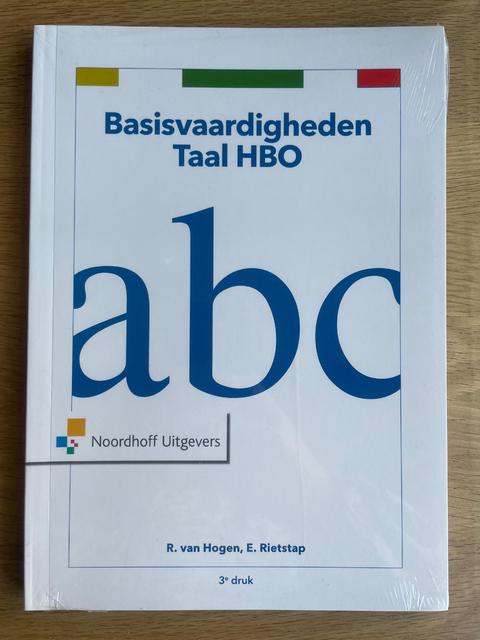 Basisvaardigheden
Taal HBO
abc
Noordhoff Uitgevers
R. van Hogen, E. Rietstap
3e druk